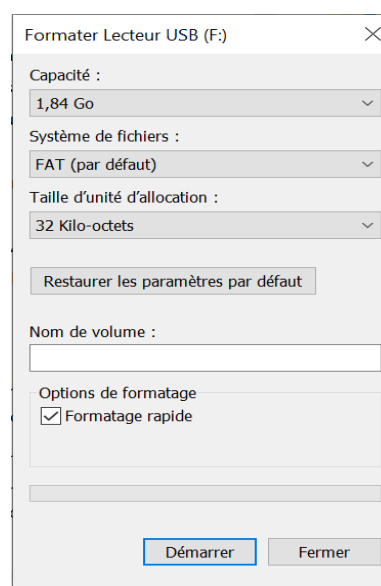 Formater Lecteur USB (F:)
Capacité :
1,84 Go
Système de fichiers :
FAT (par défaut)
Taille d’unité d’allocation :
32 Kilo-octets
Restaurer les paramètres par défaut
Nom de volume :
Options de formatage
Formatage rapide
Démarrer
Fermer